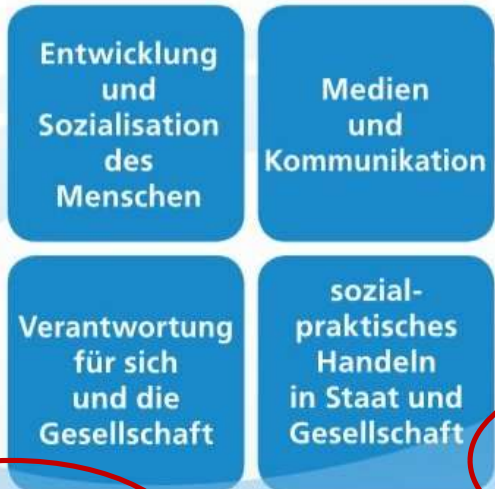 Entwicklung
und
Sozialisation
des
Menschen
Medien
und
Kommunikation
Verantwortung
für sich
und die
Gesellschaft
sozial-
praktisches
Handeln
in Staat und
Gesellschaft